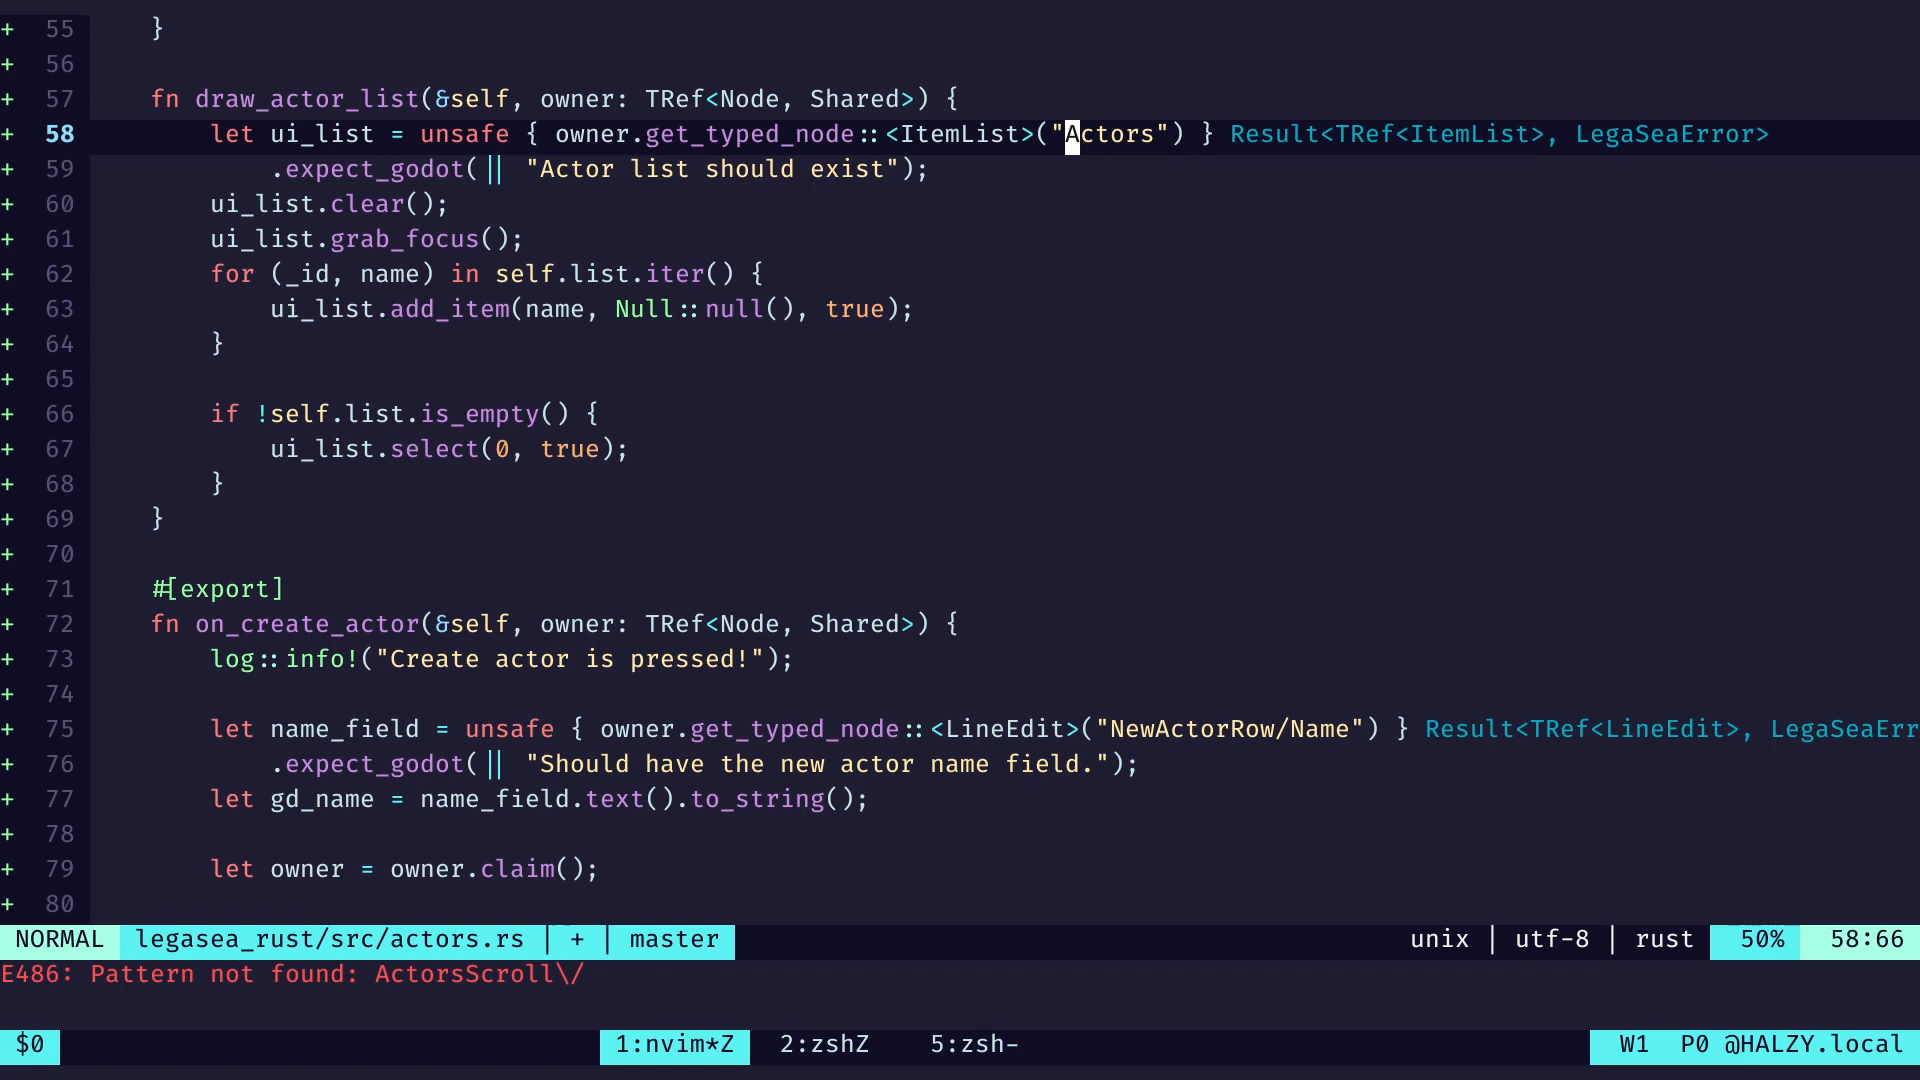 + 55     }
+ 56
+ 57     fn draw_actor_list(&self, owner: TRef<Node, Shared>) {
+ 58         let ui_list = unsafe { owner.get_typed_node::<ItemList>("Actors") } Result<TRef<ItemList>, LegaSeaError>
+ 59             .expect_godot(|| "Actor list should exist");
+ 60         ui_list.clear();
+ 61         ui_list.grab_focus();
+ 62         for (_id, name) in self.list.iter() {
+ 63             ui_list.add_item(name, Null::null(), true);
+ 64         }
+ 65
+ 66         if !self.list.is_empty() {
+ 67             ui_list.select(0, true);
+ 68         }
+ 69     }
+ 70
+ 71     #[export]
+ 72     fn on_create_actor(&self, owner: TRef<Node, Shared>) {
+ 73         log::info!("Create actor is pressed!");
+ 74
+ 75         let name_field = unsafe { owner.get_typed_node::<LineEdit>("NewActorRow/Name") } Result<TRef<LineEdit>, LegaSeaErr
+ 76             .expect_godot(|| "Should have the new actor name field.");
+ 77         let gd_name = name_field.text().to_string();
+ 78
+ 79         let owner = owner.claim();
+ 80
NORMAL legasea_rust/src/actors.rs | + | master unix | utf-8 | rust 50% 58:66
E486: Pattern not found: ActorsScroll\/
$0 1:nvim*Z 2:zshZ 5:zsh- W1 P0 @HALZY.local